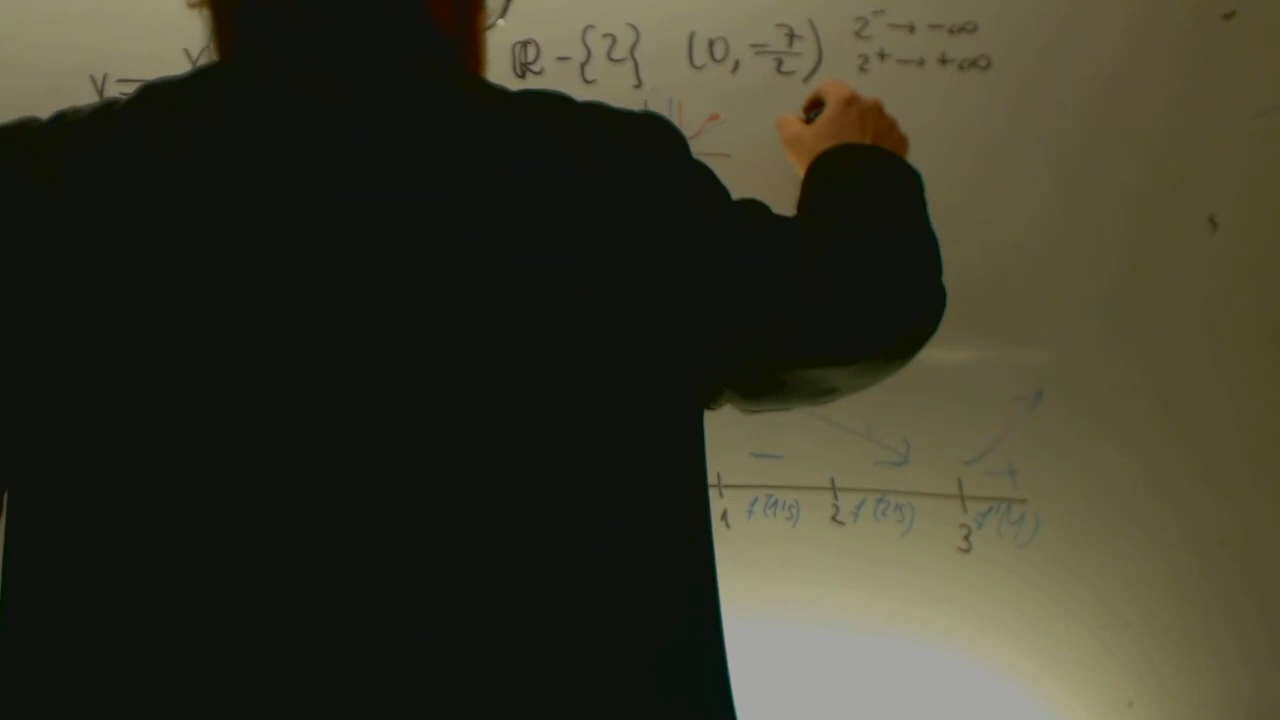 ℝ - {2} (0, -7/2) 2⁻ → -∞
2⁺ → +∞
y =
-
+
1 f'(1'5) 2 f'(2'5) 3 f'(4)